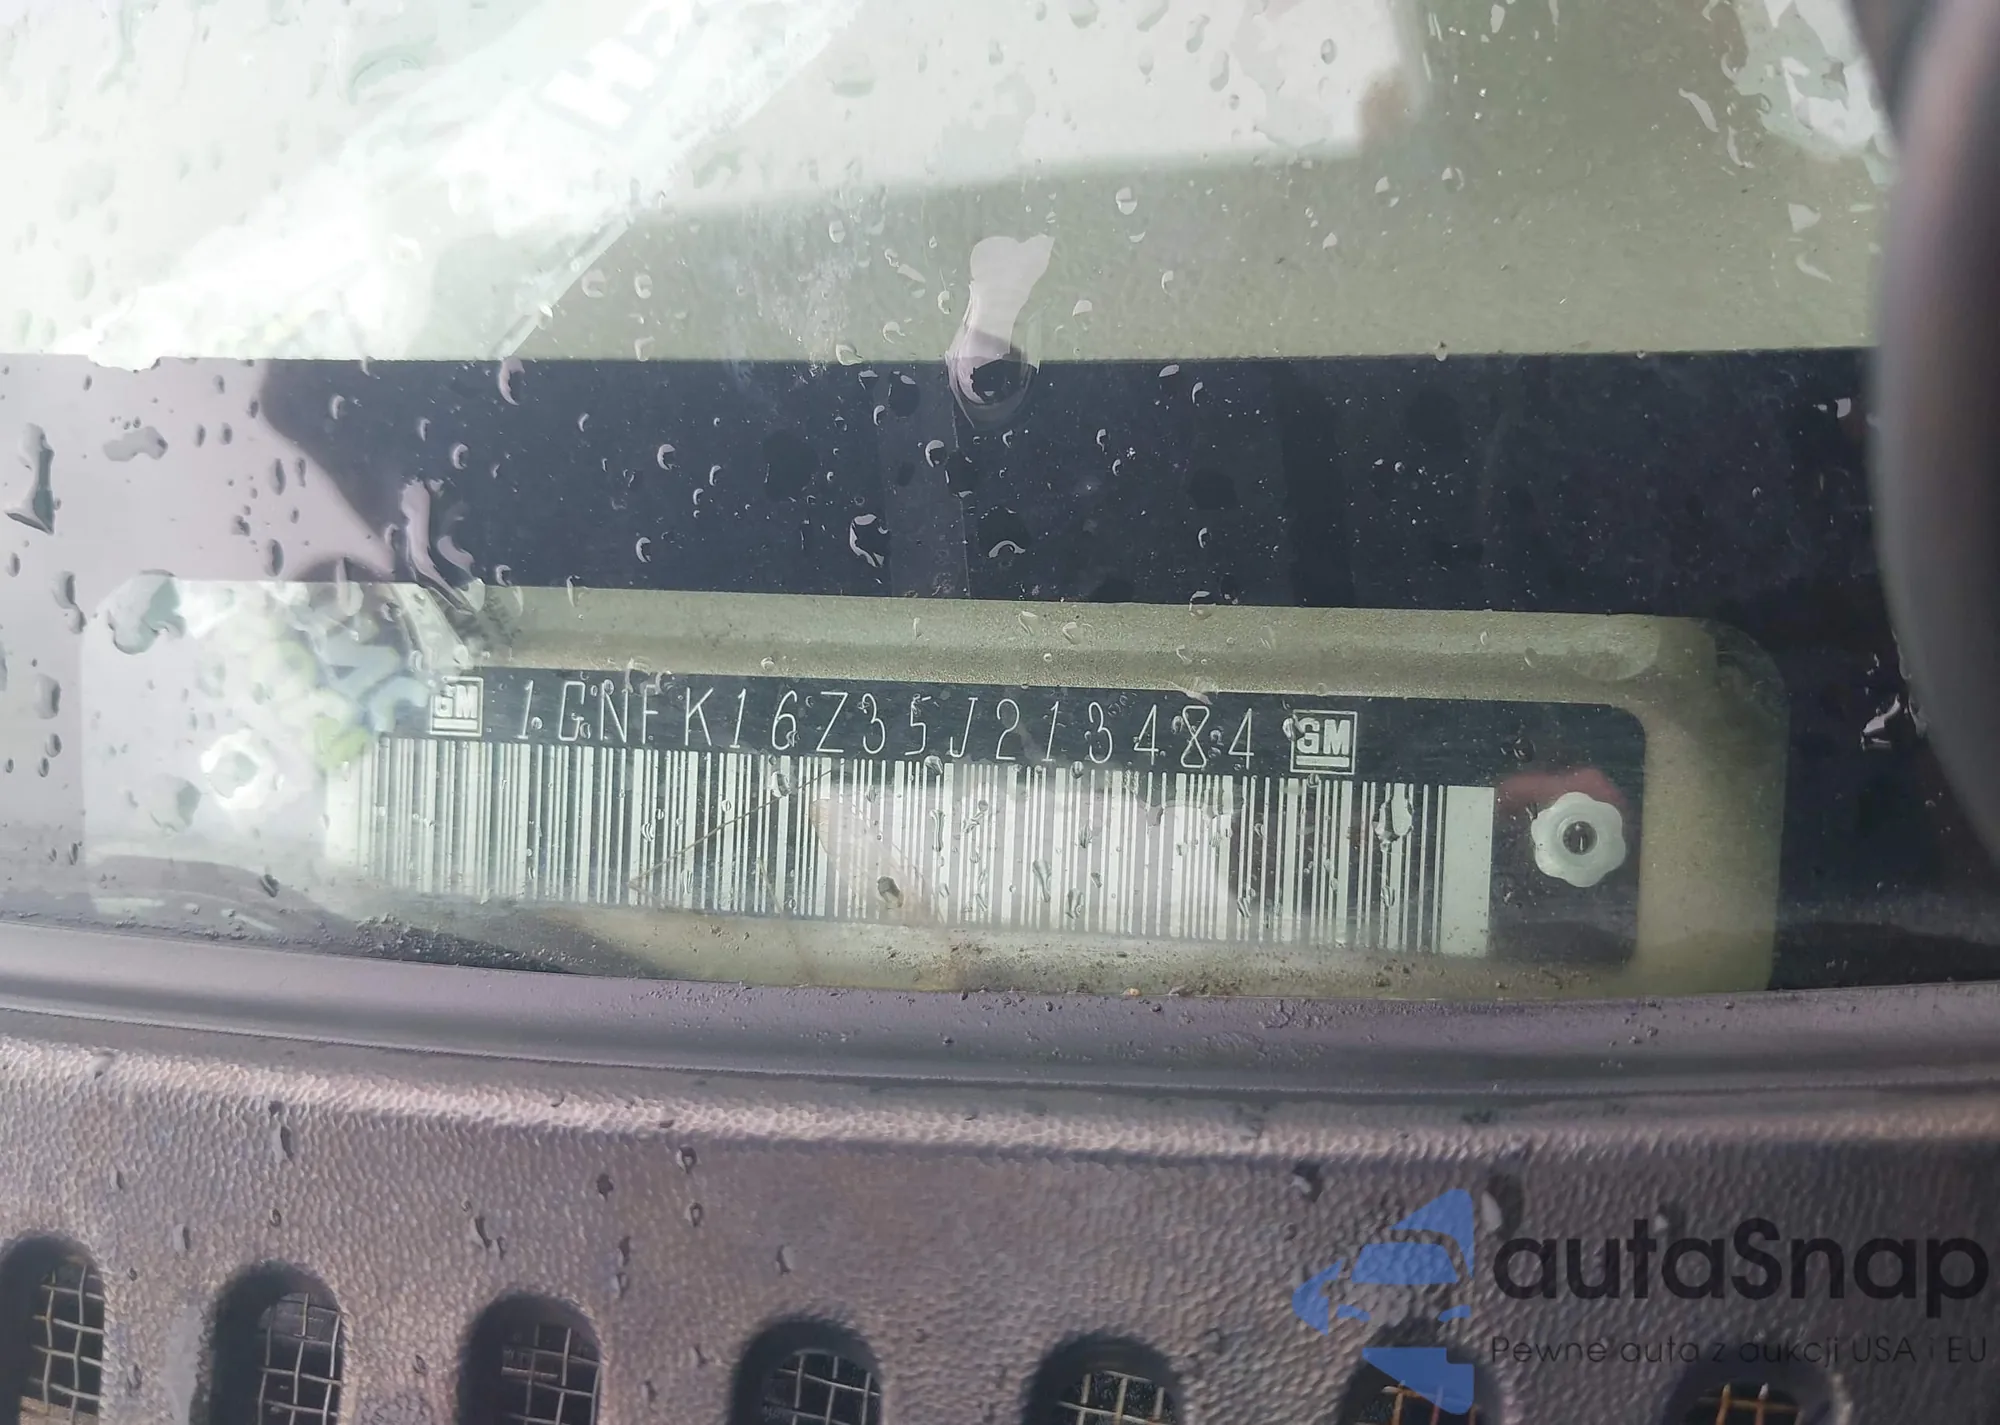 GM 1GNFK16Z35J213484 GM
autaSnap
Pewne auta z aukcji USA i EU